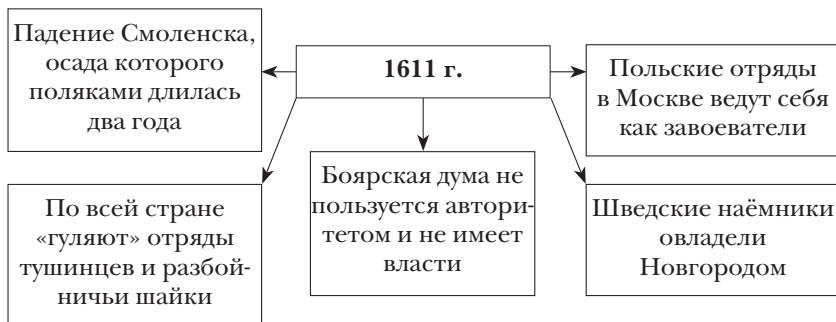 Падение Смоленска,
осада которого
поляками длилась
два года
1611 г.
Польские отряды
в Москве ведут себя
как завоеватели
По всей стране
«гуляют» отряды
тушинцев и разбой-
ничьи шайки
Боярская дума не
пользуется автори-
тетом и не имеет
власти
Шведские наёмники
овладели
Новгородом